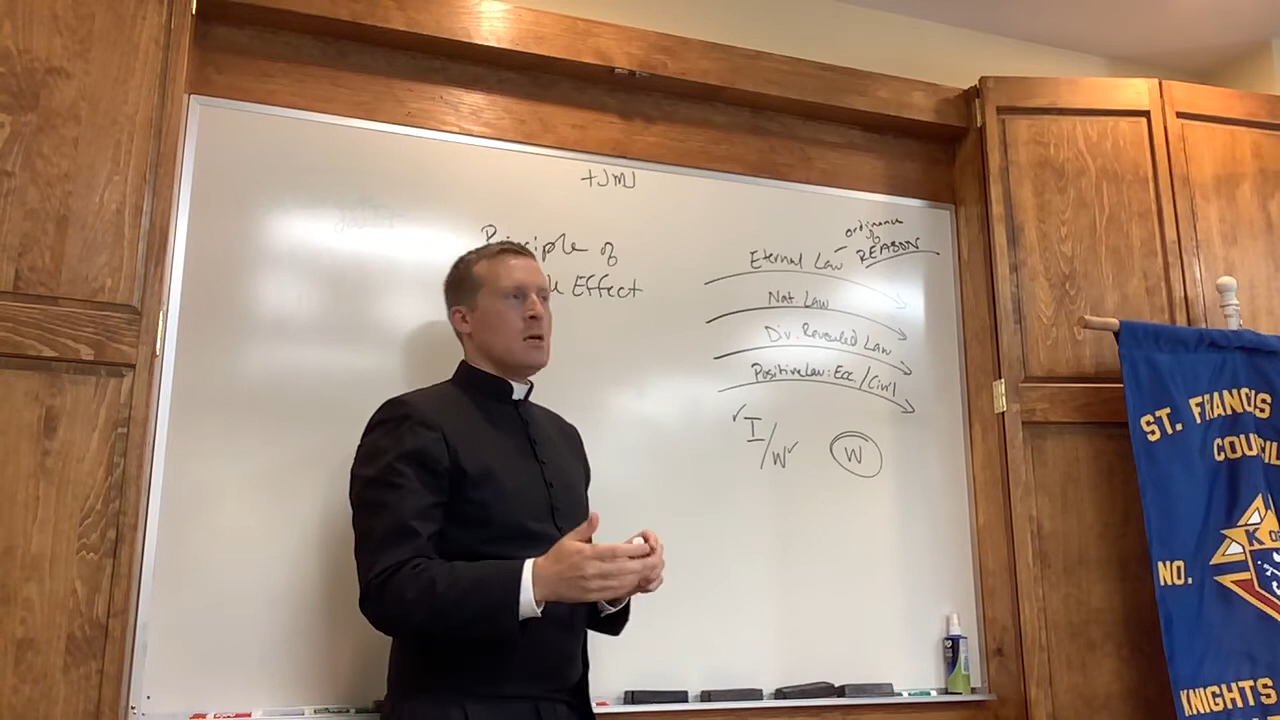 +JMJ
Principle of
Effect
ordinance
of
REASON
Eternal Law –
Nat. Law
Div. Revealed Law
Positive Law: Ecc. / Civil
✓I/W✓
W
ST. FRANCIS
COUNCIL
K OF
NO.
KNIGHTS